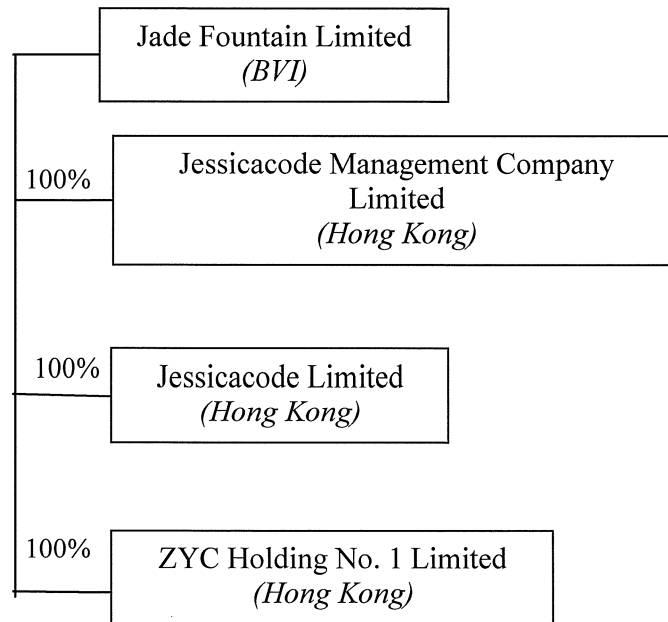 Jade Fountain Limited
(BVI)
100%
Jessicacode Management Company
Limited
(Hong Kong)
100%
Jessicacode Limited
(Hong Kong)
100%
ZYC Holding No. 1 Limited
(Hong Kong)